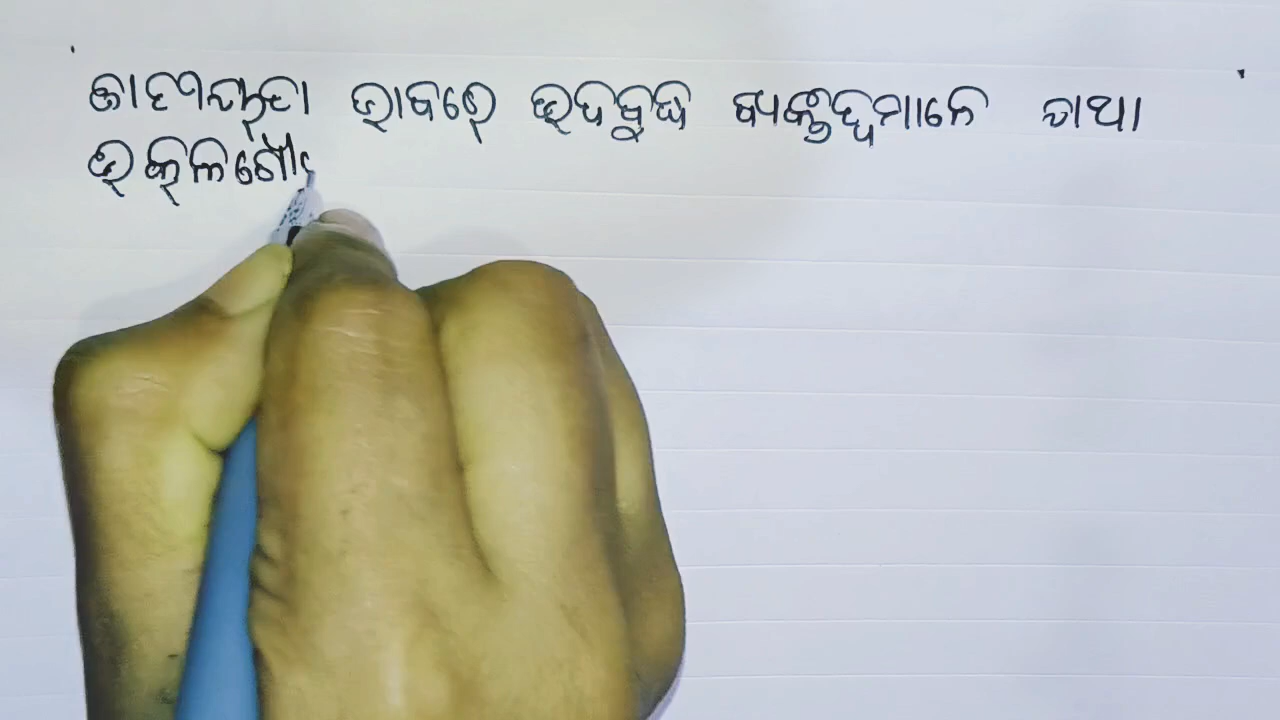 ଜାତୀୟତା ଭାବରେ ଉଦବୁଦ୍ଧ ବ୍ୟକ୍ତିମାନେ ତାଥା
ଉତ୍କଳଗୌ